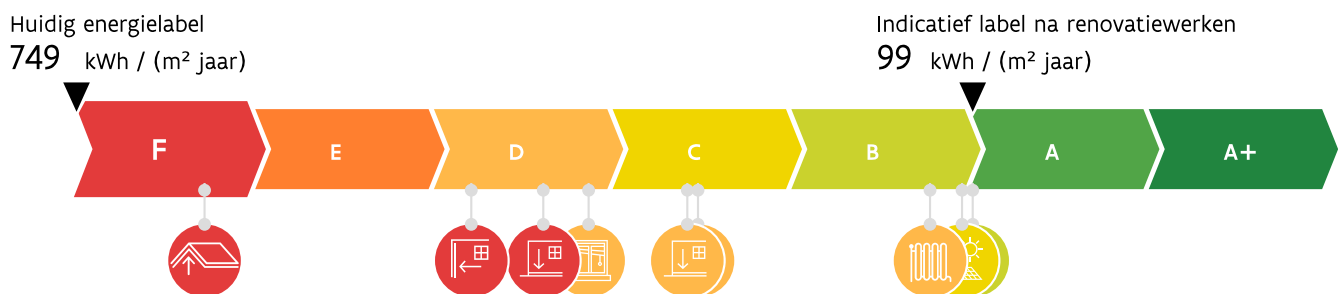 Huidig energielabel
749 kWh / (m² jaar)
Indicatief label na renovatiewerken
99 kWh / (m² jaar)
F E D C B A A+